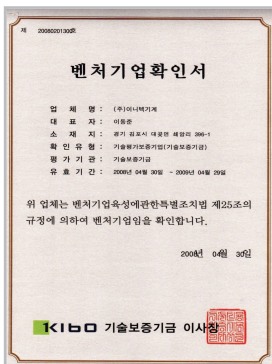 제 20080201300호
벤처기업확인서
업 체 명 : (주)이니텍기계
대 표 자 : 이동준
소 재 지 : 경기 김포시 대곶면 쇄암리 396-1
확 인 유 형 : 기술평가보증기업(기술보증기금)
평 가 기 관 : 기술보증기금
유 효 기 간 : 2008년 04월 30일 ~ 2009년 04월 29일
위 업체는 벤처기업육성에관한특별조치법 제25조의
규정에 의하여 벤처기업임을 확인합니다.
2008년 04월 30일
KIBO 기술보증기금 이사장